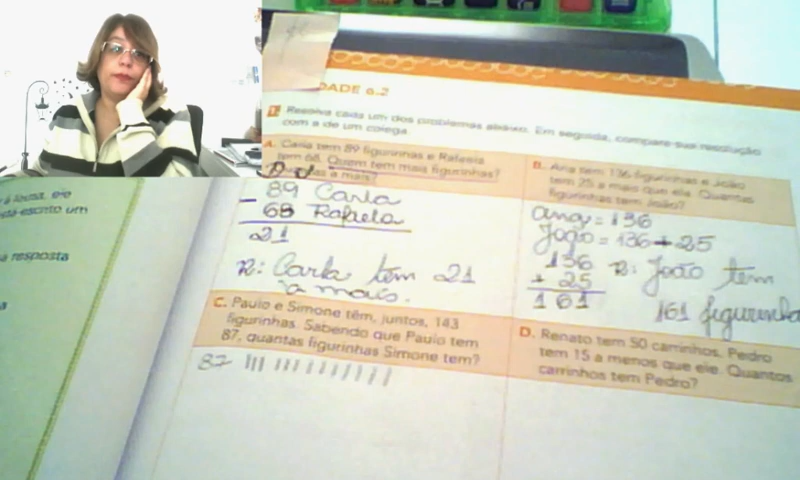 DADE 6.2
Resolva cada um dos problemas abaixo. Em seguida, compare sua resolução
com a de um colega.
A. Carla tem 89 figurinhas e Rafaela
tem 68. Quem tem mais figurinhas?
a mais?
D U
89 Carla
- 68 Rafaela
21
R: Carla tem 21
a mais.
B. Ana tem 136 figurinhas e João
tem 25 a mais que ela. Quantas
figurinhas tem João?
ana = 136
João = 136 + 25
136
+ 25
161
R: João tem
161 figurinha
C. Paulo e Simone têm, juntos, 143
figurinhas. Sabendo que Paulo tem
87, quantas figurinhas Simone tem?
87
D. Renato tem 50 carrinhos. Pedro
tem 15 a menos que ele. Quantos
carrinhos tem Pedro?
escrito um
a resposta